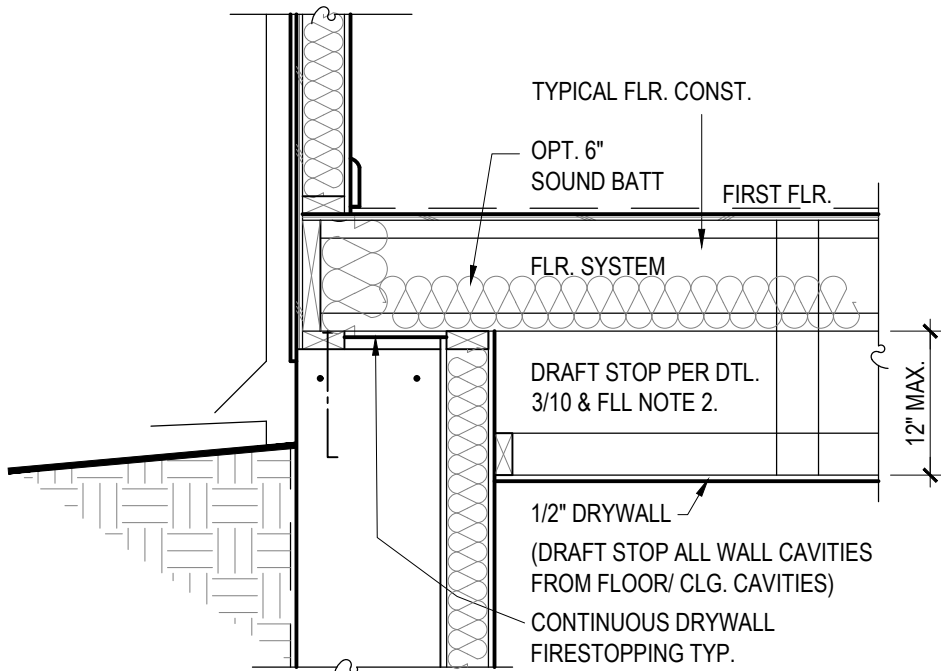 TYPICAL FLR. CONST.
OPT. 6"
SOUND BATT
FIRST FLR.
FLR. SYSTEM
DRAFT STOP PER DTL.
3/10 & FLL NOTE 2.
12" MAX.
1/2" DRYWALL
(DRAFT STOP ALL WALL CAVITIES
FROM FLOOR/ CLG. CAVITIES)
CONTINUOUS DRYWALL
FIRESTOPPING TYP.